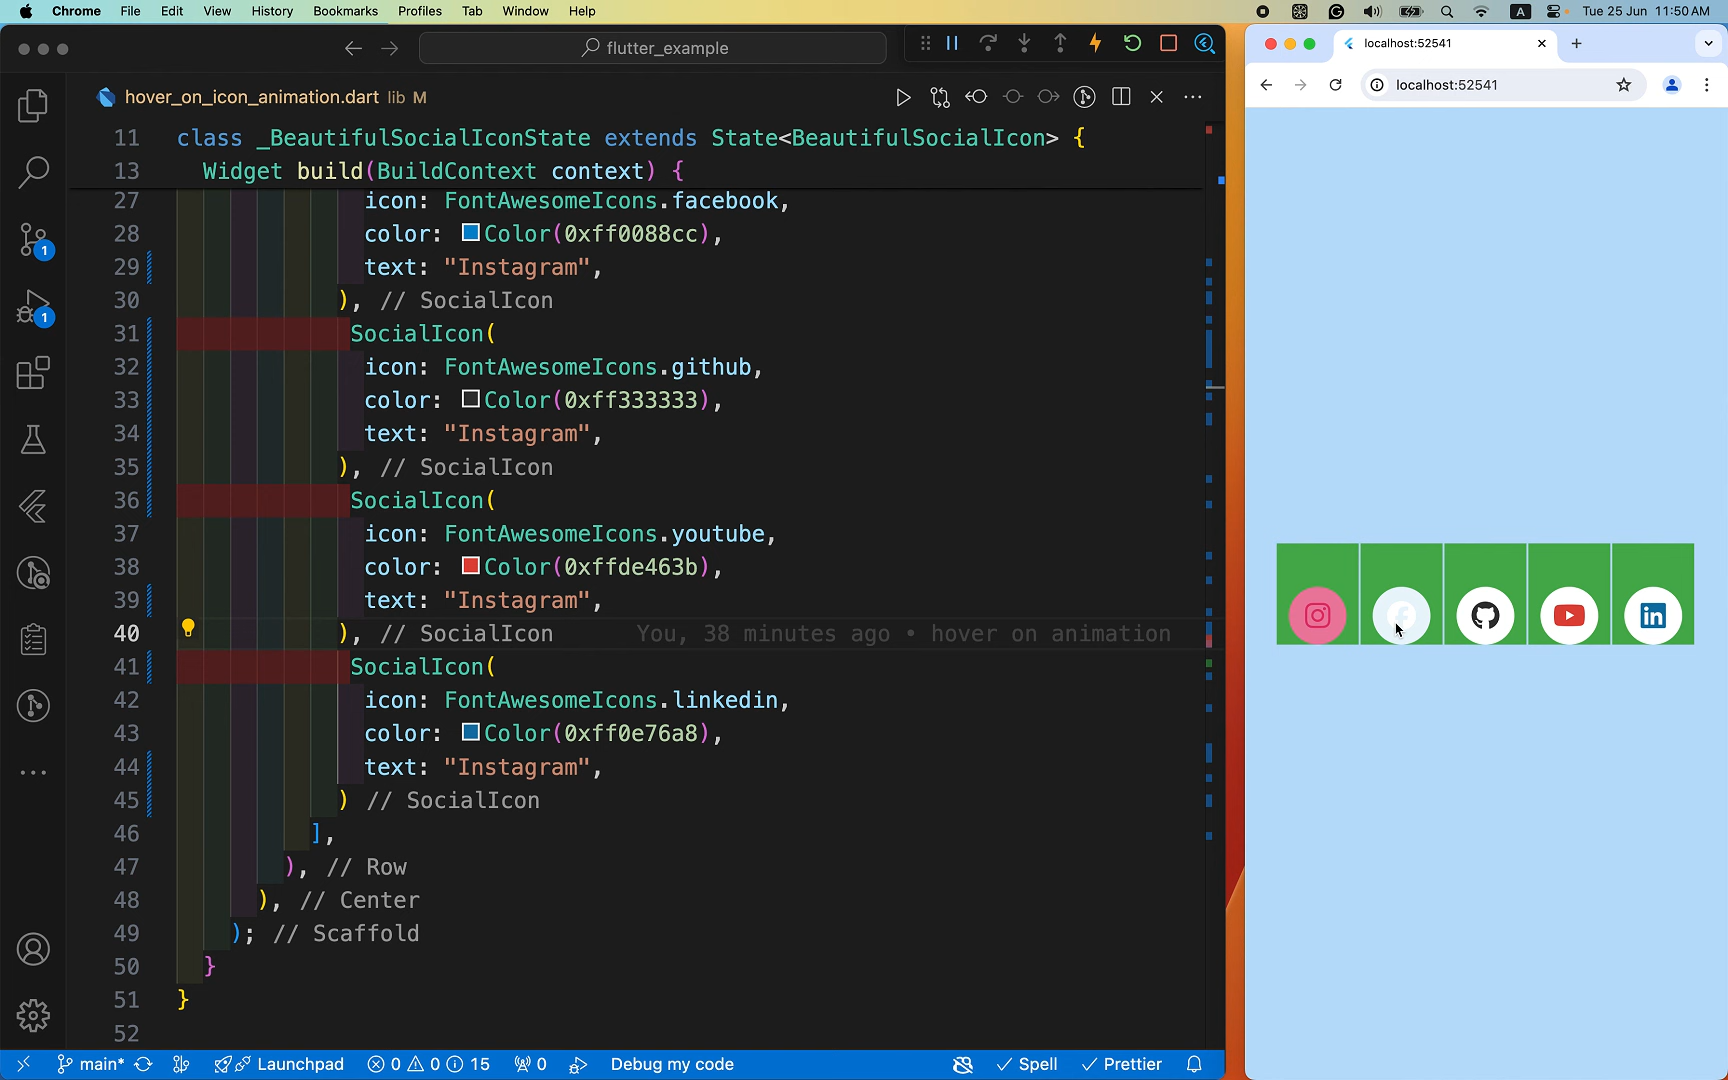 Chrome File Edit View History Bookmarks Profiles Tab Window Help A Tue 25 Jun 11:50 AM
flutter_example
localhost:52541
localhost:52541
hover_on_icon_animation.dart lib M
11 class _BeautifulSocialIconState extends State<BeautifulSocialIcon> {
13 Widget build(BuildContext context) {
27 icon: FontAwesomeIcons.facebook,
28 color: Color(0xff0088cc),
29 text: "Instagram",
30 ), // SocialIcon
31 SocialIcon(
32 icon: FontAwesomeIcons.github,
33 color: Color(0xff333333),
34 text: "Instagram",
35 ), // SocialIcon
36 SocialIcon(
37 icon: FontAwesomeIcons.youtube,
38 color: Color(0xffde463b),
39 text: "Instagram",
40 ), // SocialIcon You, 38 minutes ago • hover on animation
41 SocialIcon(
42 icon: FontAwesomeIcons.linkedin,
43 color: Color(0xff0e76a8),
44 text: "Instagram",
45 ) // SocialIcon
46 ],
47 ), // Row
48 ), // Center
49 ); // Scaffold
50 }
51 }
52
1
1
main* Launchpad 0 0 15 0 Debug my code Spell Prettier